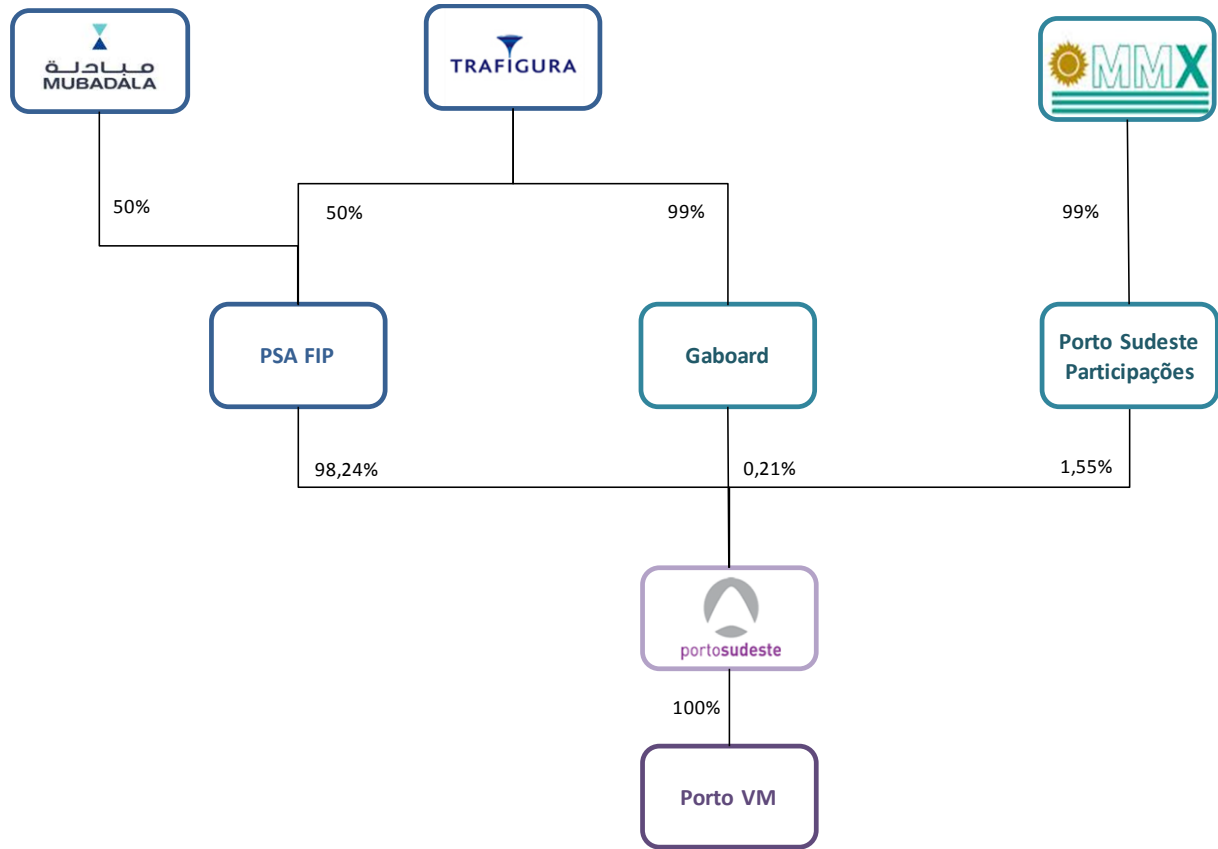 مبادلة
MUBADALA
TRAFIGURA
MMX
50%
50%
99%
99%
PSA FIP
Gaboard
Porto Sudeste
Participações
98,24%
0,21%
1,55%
portosudeste
100%
Porto VM